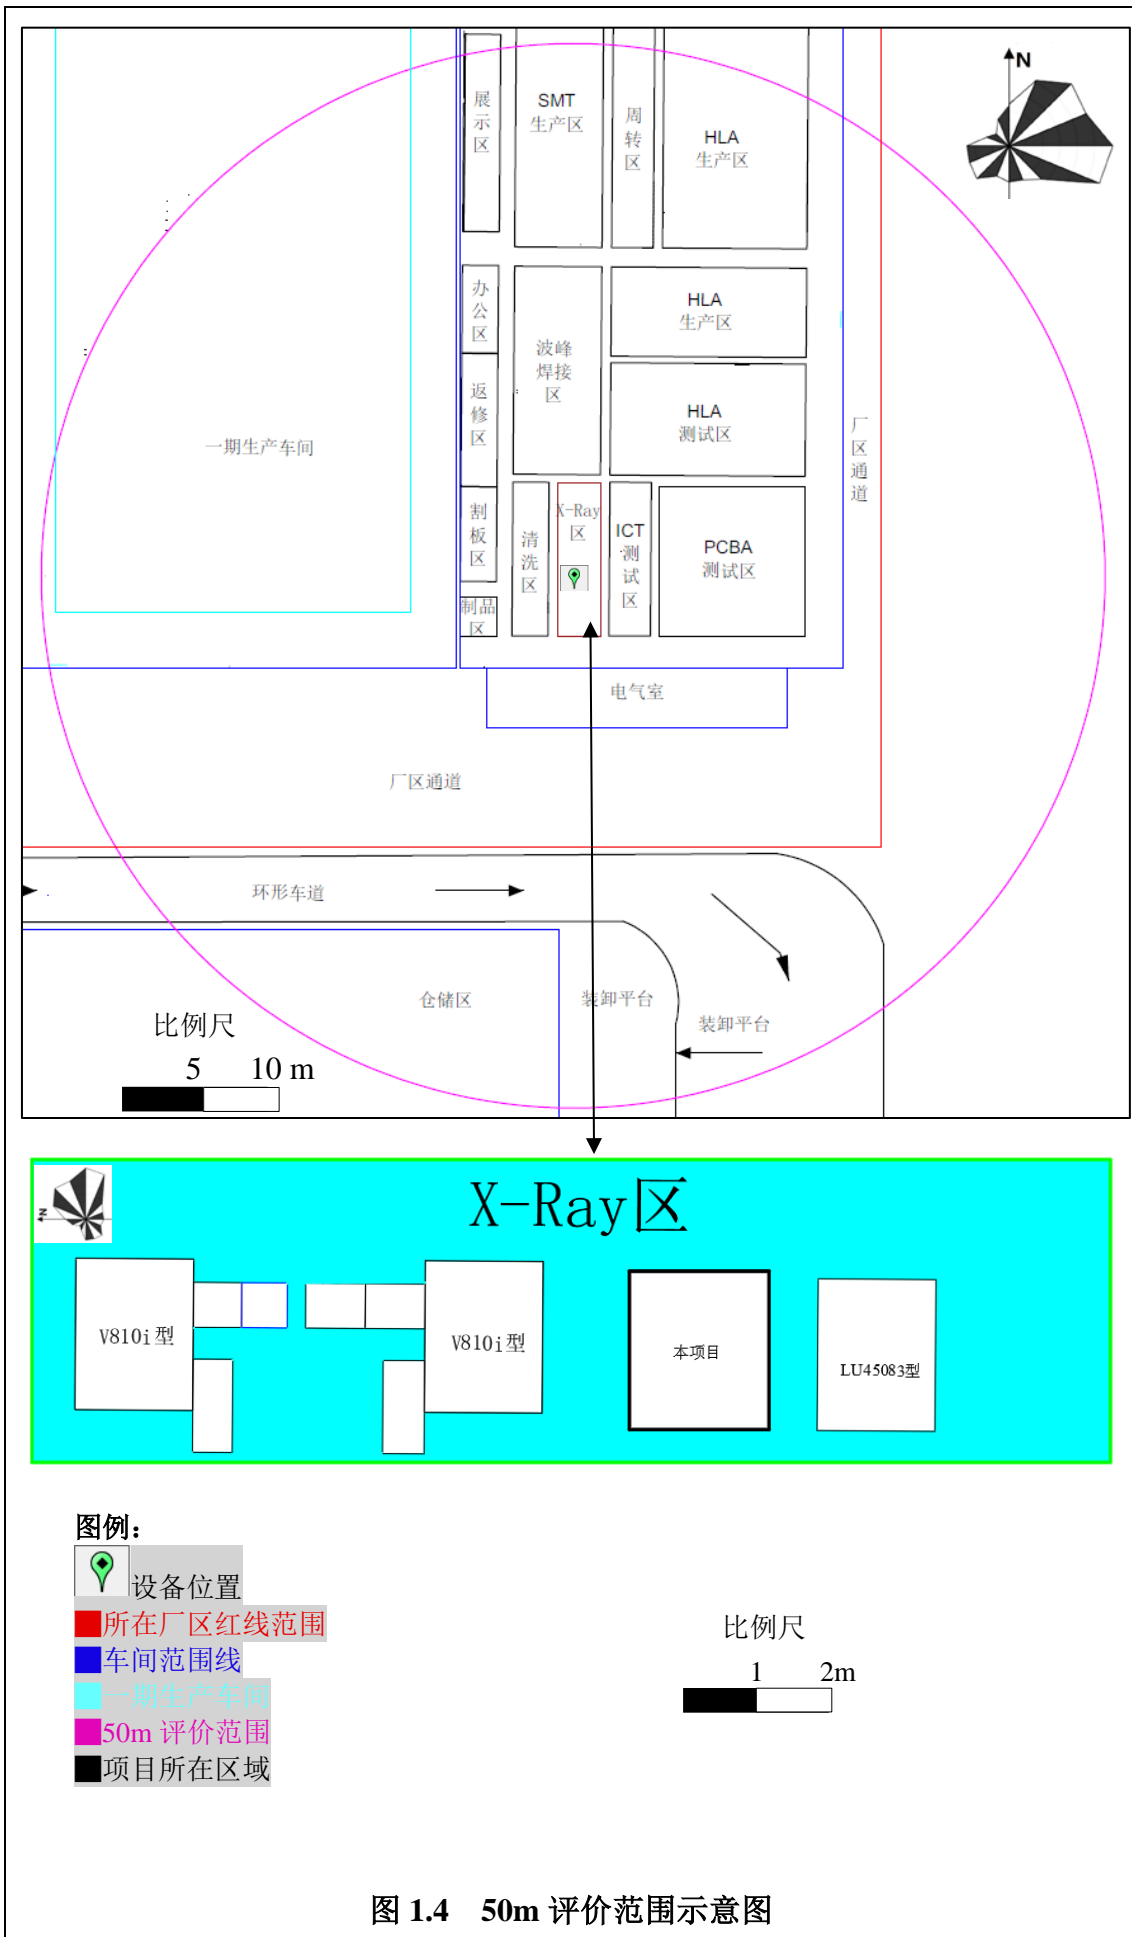 N
展
示
区
SMT
生产区
周
转
区
HLA
生产区
办
公
区
HLA
生产区
波峰
焊接
区
返
修
区
HLA
测试区
一期生产车间
厂
区
通
道
割
板
区
清
洗
区
X-Ray
区
ICT
测
试
区
PCBA
测试区
制品
区
电气室
厂区通道
环形车道
仓储区
装卸平台
装卸平台
比例尺
5 10 m
N
X-Ray区
V810i型
V810i型
本项目
LU45083型
图例：
设备位置
所在厂区红线范围
车间范围线
一期生产车间
50m 评价范围
项目所在区域
比例尺
1 2m
图 1.4 50m 评价范围示意图